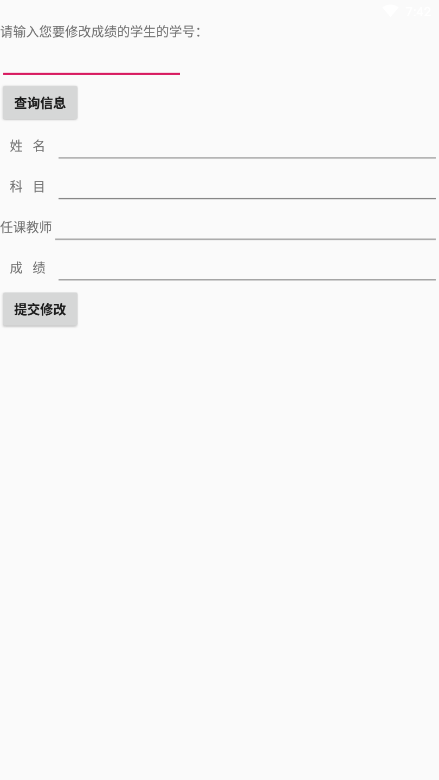 请输入您要修改成绩的学生的学号：
查询信息
姓 名
科 目
任课教师
成 绩
提交修改